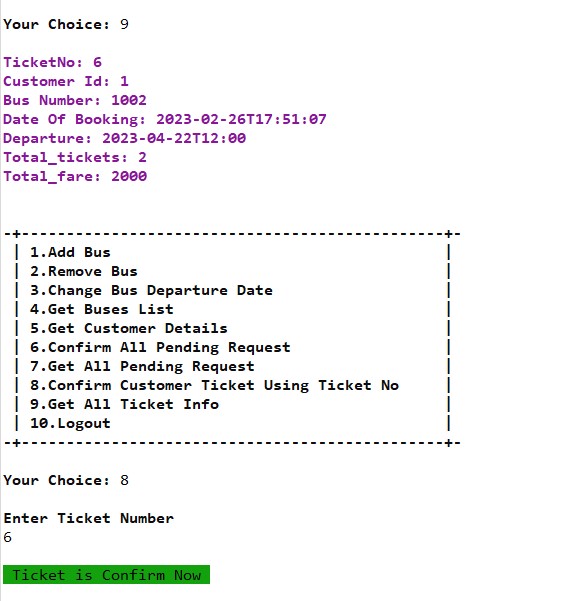 Your Choice: 9
TicketNo: 6
Customer Id: 1
Bus Number: 1002
Date Of Booking: 2023-02-26T17:51:07
Departure: 2023-04-22T12:00
Total_tickets: 2
Total_fare: 2000
-+-----------------------------------------------+-
| 1.Add Bus |
| 2.Remove Bus |
| 3.Change Bus Departure Date |
| 4.Get Buses List |
| 5.Get Customer Details |
| 6.Confirm All Pending Request |
| 7.Get All Pending Request |
| 8.Confirm Customer Ticket Using Ticket No |
| 9.Get All Ticket Info |
| 10.Logout |
-+-----------------------------------------------+-
Your Choice: 8
Enter Ticket Number
6
Ticket is Confirm Now